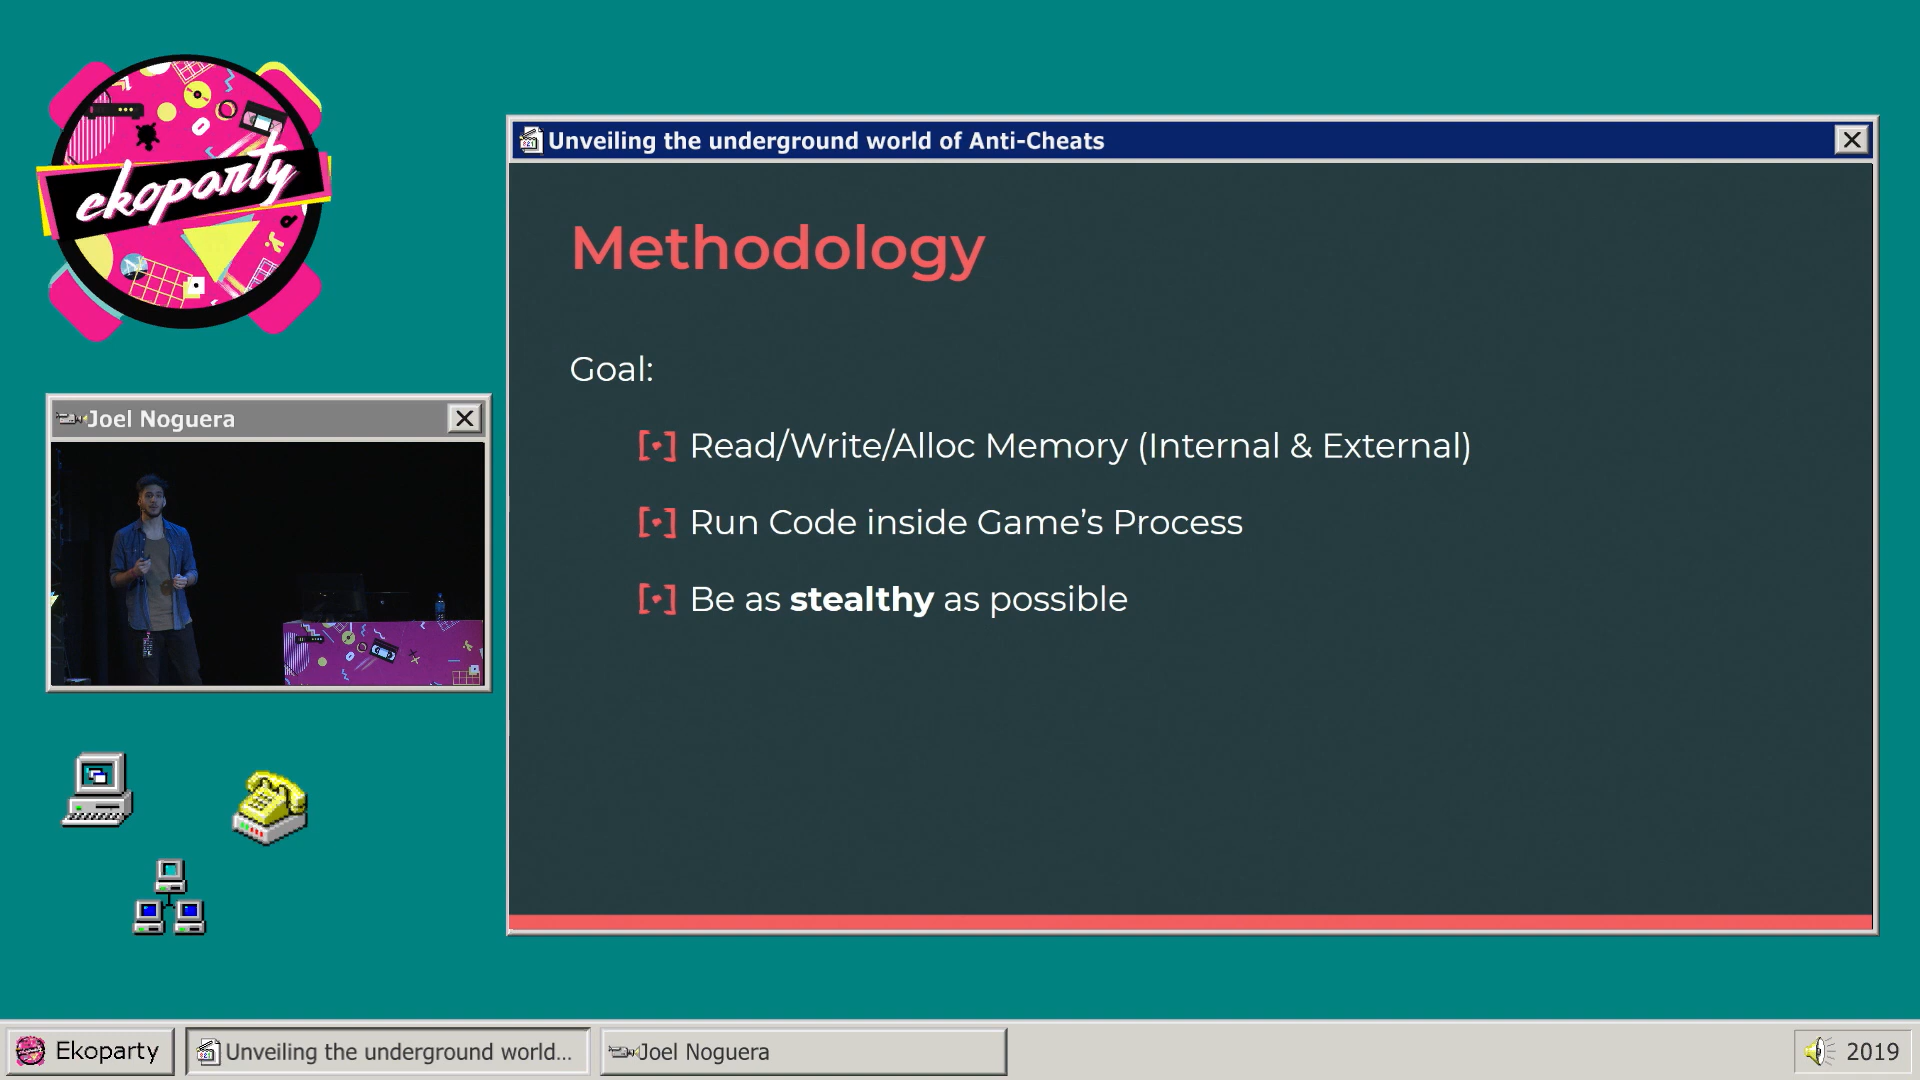 ekoparty
Unveiling the underground world of Anti-Cheats
Methodology
Goal:
[·] Read/Write/Alloc Memory (Internal & External)
[·] Run Code inside Game’s Process
[·] Be as stealthy as possible
Joel Noguera
Ekoparty
Unveiling the underground world...
Joel Noguera
2019